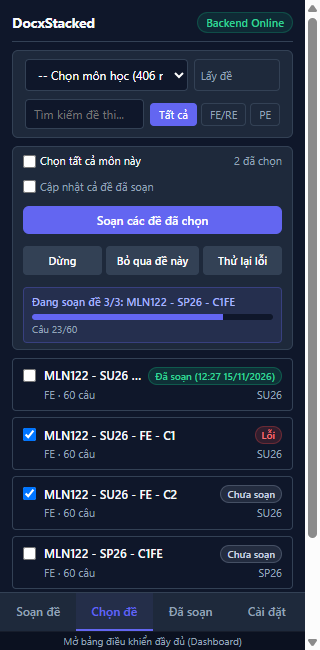 DocxStacked
Backend Online
-- Chọn môn học (406 r
Lấy đề
Tìm kiếm đề thi...
Tất cả
FE/RE
PE
Chọn tất cả môn này
2 đã chọn
Cập nhật cả đề đã soạn
Soạn các đề đã chọn
Dừng
Bỏ qua đề này
Thử lại lỗi
Đang soạn đề 3/3: MLN122 - SP26 - C1FE
Câu 23/60
MLN122 - SU26 ...
Đã soạn (12:27 15/11/2026)
FE · 60 câu
SU26
MLN122 - SU26 - FE - C1
Lỗi
FE · 60 câu
SU26
MLN122 - SU26 - FE - C2
Chưa soạn
FE · 60 câu
SU26
MLN122 - SP26 - C1FE
Chưa soạn
FE · 60 câu
SP26
Soạn đề
Chọn đề
Đã soạn
Cài đặt
Mở bảng điều khiển đầy đủ (Dashboard)